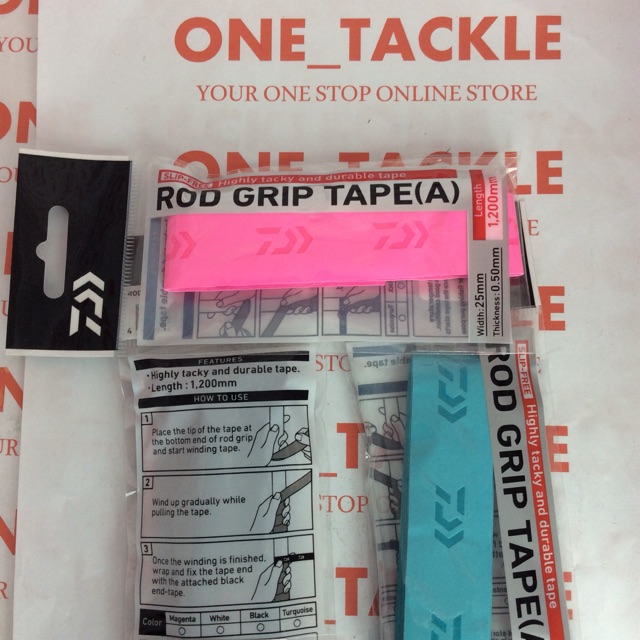 ONE_TACKLE
YOUR ONE STOP ONLINE STORE
ONE_TACKLE
SLIP-FREE Highly tacky and durable tape
ROD GRIP TAPE(A)
Length
1,200mm
Width:25mm
Thickness:0.50mm
FEATURES
• Highly tacky and durable tape.
• Length : 1,200mm
HOW TO USE
1
Place the tip of the tape at
the bottom end of rod grip
and start winding tape.
2
Wind up gradually while
pulling the tape.
3
Once the winding is finished.
wrap and fix the tape end
with the attached black
end-tape.
Color Magenta White Black Turquoise
SLIP-FREE Highly tacky and durable tape
ROD GRIP TAPE(A